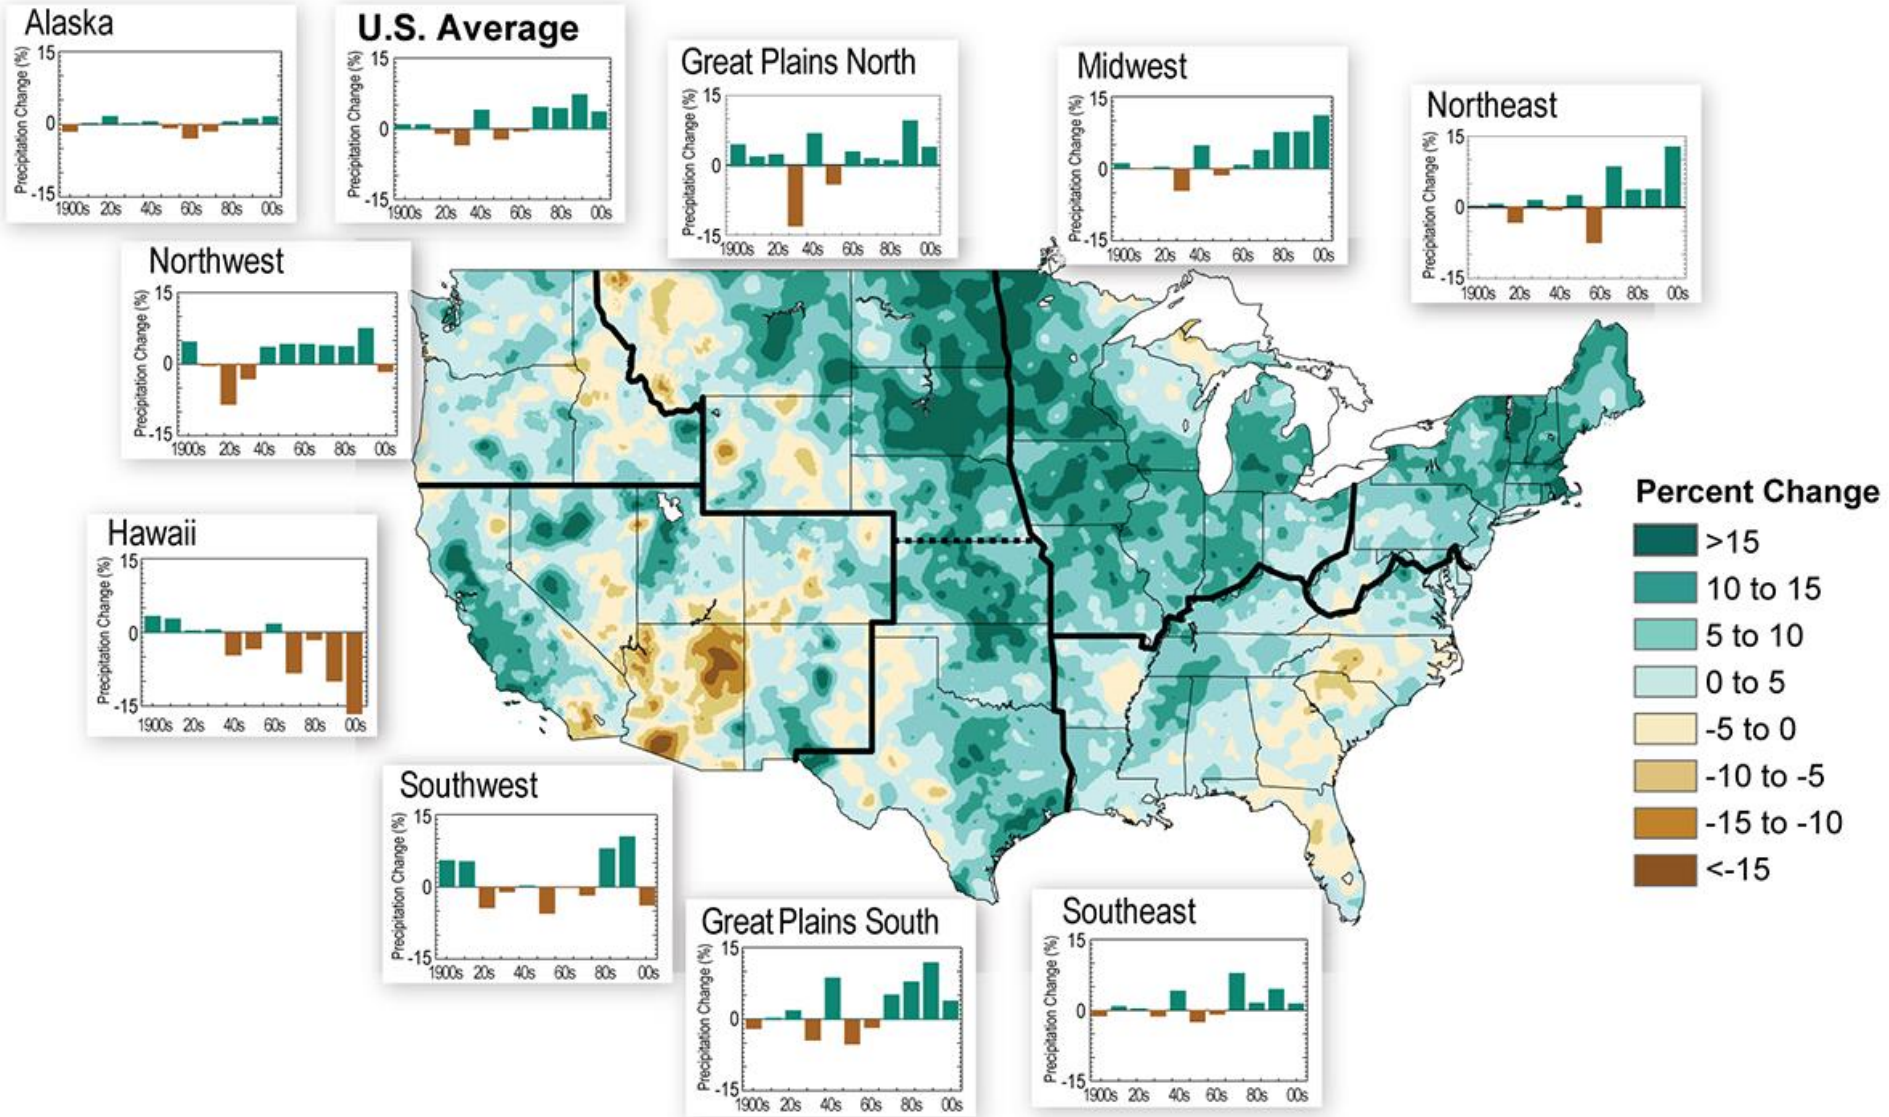 Alaska
Precipitation Change (%)
15
0
-15
1900s 20s 40s 60s 80s 00s
U.S. Average
Precipitation Change (%)
15
0
-15
1900s 20s 40s 60s 80s 00s
Great Plains North
Precipitation Change (%)
15
0
-15
1900s 20s 40s 60s 80s 00s
Midwest
Precipitation Change (%)
15
0
-15
1900s 20s 40s 60s 80s 00s
Northeast
Precipitation Change (%)
15
0
-15
1900s 20s 40s 60s 80s 00s
Northwest
Precipitation Change (%)
15
0
-15
1900s 20s 40s 60s 80s 00s
Hawaii
Precipitation Change (%)
15
0
-15
1900s 20s 40s 60s 80s 00s
Southwest
Precipitation Change (%)
15
0
-15
1900s 20s 40s 60s 80s 00s
Great Plains South
Precipitation Change (%)
15
0
-15
1900s 20s 40s 60s 80s 00s
Southeast
Precipitation Change (%)
15
0
-15
1900s 20s 40s 60s 80s 00s
Percent Change
>15
10 to 15
5 to 10
0 to 5
-5 to 0
-10 to -5
-15 to -10
<-15